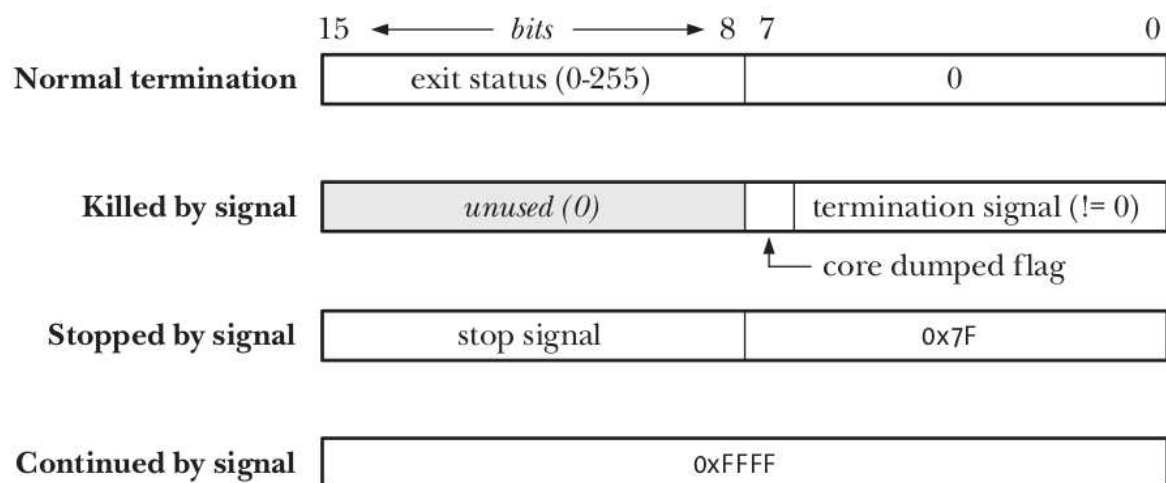 15 bits 8 7 0
Normal termination exit status (0-255) 0
Killed by signal unused (0) termination signal (!= 0)
core dumped flag
Stopped by signal stop signal 0x7F
Continued by signal 0xFFFF